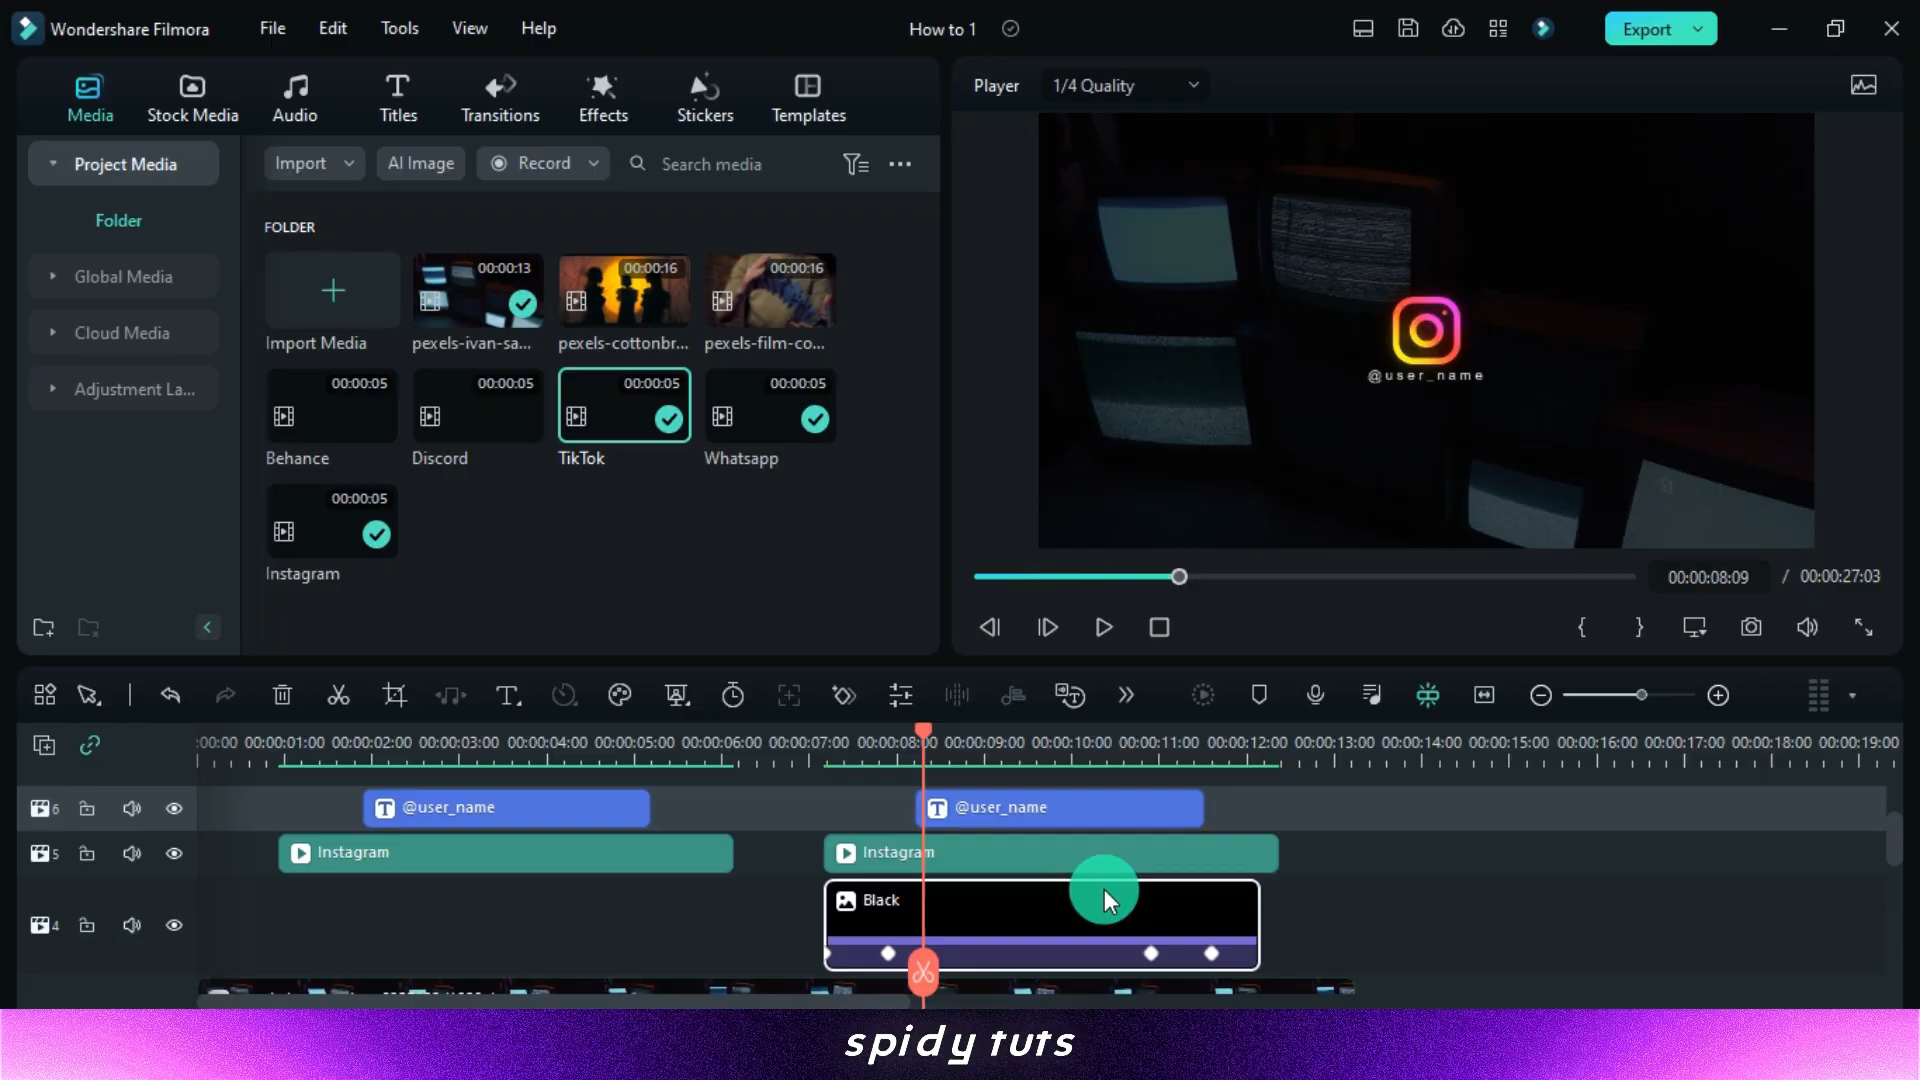 Wondershare Filmora File Edit Tools View Help How to 1 Export
Media Stock Media Audio Titles Transitions Effects Stickers Templates
Player 1/4 Quality
Project Media
Import AI Image Record Search media
Folder
Global Media
Cloud Media
Adjustment La...
FOLDER
00:00:13 00:00:16 00:00:16
Import Media pexels-ivan-sa... pexels-cottonbr... pexels-film-co...
00:00:05 00:00:05 00:00:05 00:00:05
Behance Discord TikTok Whatsapp
00:00:05
Instagram
@user_name
00:00:08:09 / 00:00:27:03
:00:00 00:00:01:00 00:00:02:00 00:00:03:00 00:00:04:00 00:00:05:00 00:00:06:00 00:00:07:00 00:00:08:00 00:00:09:00 00:00:10:00 00:00:11:00 00:00:12:00 00:00:13:00 00:00:14:00 00:00:15:00 00:00:16:00 00:00:17:00 00:00:18:00 00:00:19:00
6 @user_name @user_name
5 Instagram Instagram
Black
4
spidy tuts